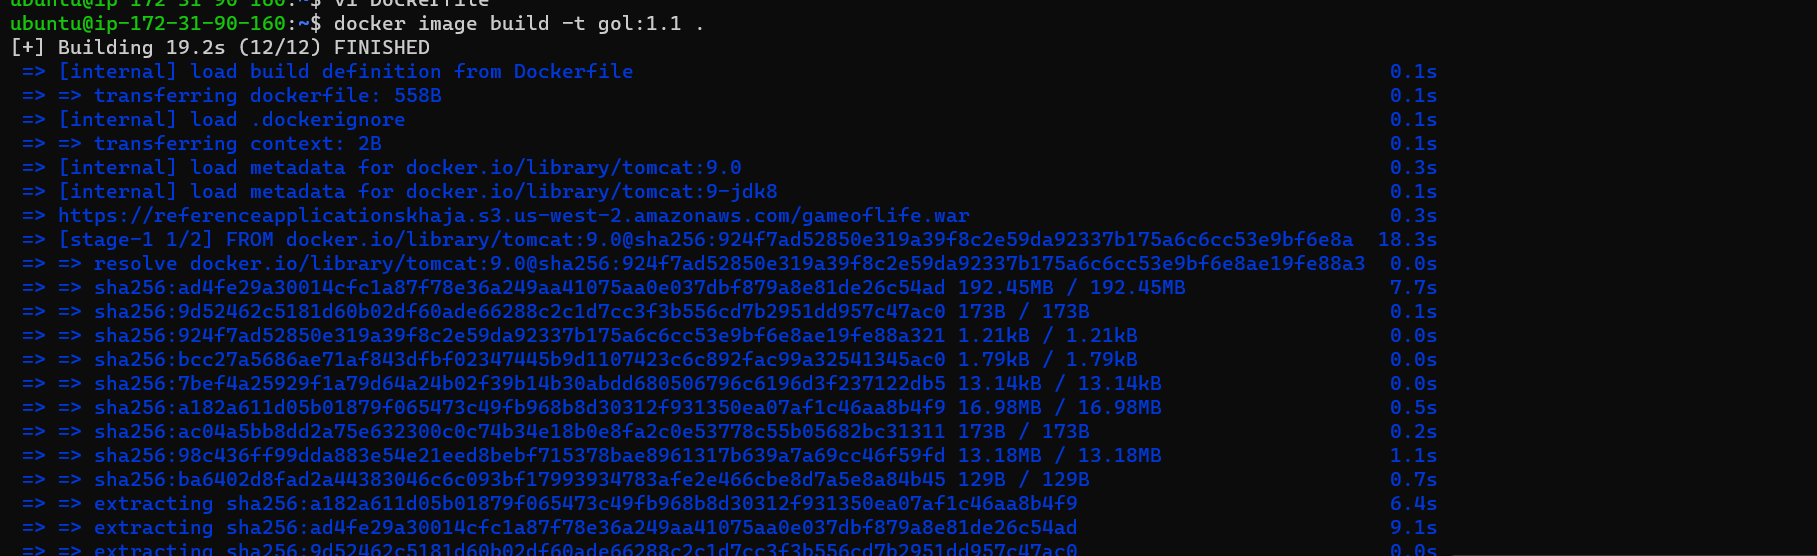 ubuntu@ip-172-31-90-160:~$ vi Dockerfile
ubuntu@ip-172-31-90-160:~$ docker image build -t gol:1.1 .
[+] Building 19.2s (12/12) FINISHED
=> [internal] load build definition from Dockerfile 0.1s
=> => transferring dockerfile: 558B 0.1s
=> [internal] load .dockerignore 0.1s
=> => transferring context: 2B 0.1s
=> [internal] load metadata for docker.io/library/tomcat:9.0 0.3s
=> [internal] load metadata for docker.io/library/tomcat:9-jdk8 0.1s
=> https://referenceapplicationskhaja.s3.us-west-2.amazonaws.com/gameoflife.war 0.3s
=> [stage-1 1/2] FROM docker.io/library/tomcat:9.0@sha256:924f7ad52850e319a39f8c2e59da92337b175a6c6cc53e9bf6e8a 18.3s
=> => resolve docker.io/library/tomcat:9.0@sha256:924f7ad52850e319a39f8c2e59da92337b175a6c6cc53e9bf6e8ae19fe88a3 0.0s
=> => sha256:ad4fe29a30014cfc1a87f78e36a249aa41075aa0e037dbf879a8e81de26c54ad 192.45MB / 192.45MB 7.7s
=> => sha256:9d52462c5181d60b02df60ade66288c2c1d7cc3f3b556cd7b2951dd957c47ac0 173B / 173B 0.1s
=> => sha256:924f7ad52850e319a39f8c2e59da92337b175a6c6cc53e9bf6e8ae19fe88a321 1.21kB / 1.21kB 0.0s
=> => sha256:bcc27a5686ae71af843dfbf02347445b9d1107423c6c892fac99a32541345ac0 1.79kB / 1.79kB 0.0s
=> => sha256:7bef4a25929f1a79d64a24b02f39b14b30abdd680506796c6196d3f237122db5 13.14kB / 13.14kB 0.0s
=> => sha256:a182a611d05b01879f065473c49fb968b8d30312f931350ea07af1c46aa8b4f9 16.98MB / 16.98MB 0.5s
=> => sha256:ac04a5bb8dd2a75e632300c0c74b34e18b0e8fa2c0e53778c55b05682bc31311 173B / 173B 0.2s
=> => sha256:98c436ff99dda883e54e21eed8bebf715378bae8961317b639a7a69cc46f59fd 13.18MB / 13.18MB 1.1s
=> => sha256:ba6402d8fad2a44383046c6c093bf17993934783afe2e466cbe8d7a5e8a84b45 129B / 129B 0.7s
=> => extracting sha256:a182a611d05b01879f065473c49fb968b8d30312f931350ea07af1c46aa8b4f9 6.4s
=> => extracting sha256:ad4fe29a30014cfc1a87f78e36a249aa41075aa0e037dbf879a8e81de26c54ad 9.1s
=> => extracting sha256:9d52462c5181d60b02df60ade66288c2c1d7cc3f3b556cd7b2951dd957c47ac0 0.0s